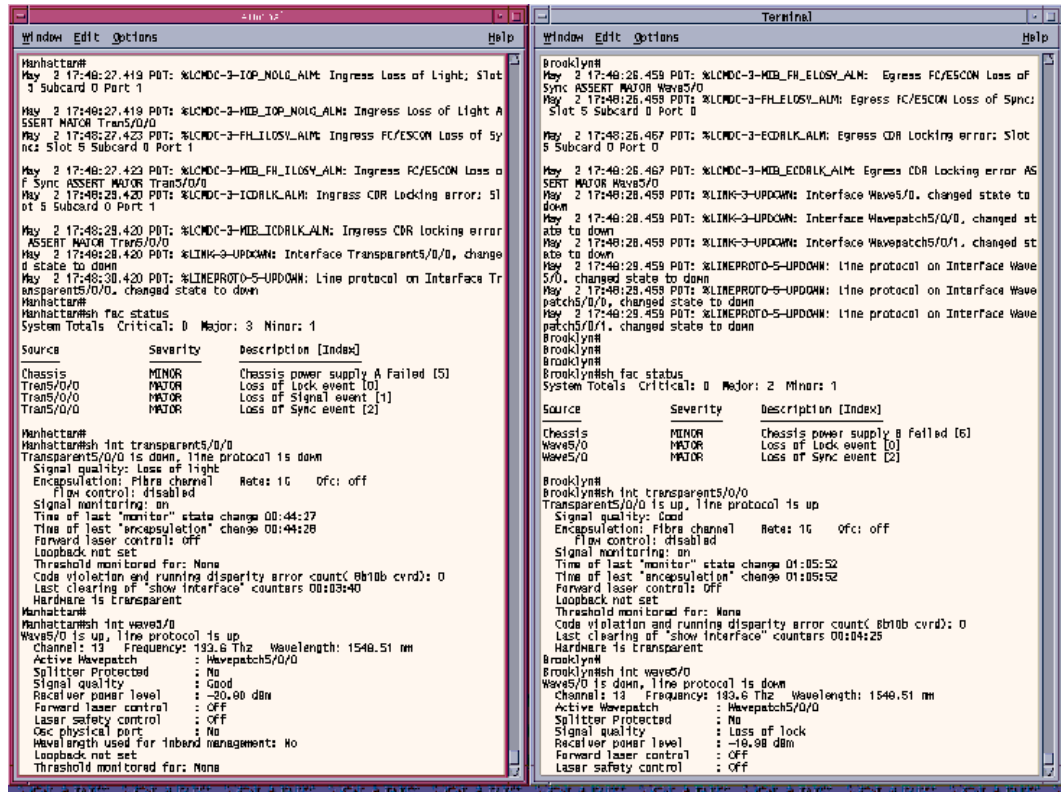 Terminal
Window Edit Options Help
Manhattan#
May 2 17:48:27.419 PDT: %LCMDC-3-IOP_NOLG_ALM: Ingress Loss of Light; Slot
5 Subcard 0 Port 1
May 2 17:48:27.419 PDT: %LCMDC-3-MIB_IOP_NOLG_ALM: Ingress Loss of Light A
SSERT MAJOR Tran5/0/0
May 2 17:48:27.423 PDT: %LCMDC-3-FH_ILOSY_ALM: Ingress FC/ESCON Loss of Sy
nc; Slot 5 Subcard 0 Port 1
May 2 17:48:27.423 PDT: %LCMDC-3-MIB_FH_ILOSY_ALM: Ingress FC/ESCON Loss o
f Sync ASSERT MAJOR Tran5/0/0
May 2 17:48:29.420 PDT: %LCMDC-3-ICDRLK_ALM: Ingress CDR Locking error; Sl
ot 5 Subcard 0 Port 1
May 2 17:48:29.420 PDT: %LCMDC-3-MIB_ICDRLK_ALM: Ingress CDR locking error
ASSERT MAJOR Tran5/0/0
May 2 17:48:29.420 PDT: %LINK-3-UPDOWN: Interface Transparent5/0/0, change
d state to down
May 2 17:48:30.420 PDT: %LINEPROTO-5-UPDOWN: Line protocol on Interface Tr
ansparent5/0/0, changed state to down
Manhattan#
Manhattan#sh fac status
System Totals Critical: 0 Major: 3 Minor: 1
Source Severity Description [Index]
Chassis MINOR Chassis power supply A Failed [5]
Tran5/0/0 MAJOR Loss of Lock event [0]
Tran5/0/0 MAJOR Loss of Signal event [1]
Tran5/0/0 MAJOR Loss of Sync event [2]
Manhattan#
Manhattan#sh int transparent5/0/0
Transparent5/0/0 is down, line protocol is down
Signal quality: Loss of light
Encapsulation: Fibre channel Rate: 1G Ofc: off
flow control: disabled
Signal monitoring: on
Time of last "monitor" state change 00:44:27
Time of last "encapsulation" change 00:44:28
Forward laser control: Off
Loopback not set
Threshold monitored for: None
Code violation and running disparity error count( 8b10b cvrd): 0
Last clearing of "show interface" counters 00:03:40
Hardware is transparent
Manhattan#
Manhattan#sh int wave5/0
Wave5/0 is up, line protocol is up
Channel: 13 Frequency: 193.6 Thz Wavelength: 1548.51 nm
Active Wavepatch : Wavepatch5/0/0
Splitter Protected : No
Signal quality : Good
Receiver power level : -20.00 dBm
Forward laser control : Off
Laser safety control : Off
Osc physical port : No
Wavelength used for inband management: No
Loopback not set
Threshold monitored for: None
Terminal
Window Edit Options Help
Brooklyn#
May 2 17:48:26.459 PDT: %LCMDC-3-MIB_FH_ELOSY_ALM: Egress FC/ESCON Loss of
Sync ASSERT MAJOR Wave5/0
May 2 17:48:26.459 PDT: %LCMDC-3-FH_ELOSY_ALM: Egress FC/ESCON Loss of Sync;
Slot 5 Subcard 0 Port 0
May 2 17:48:26.467 PDT: %LCMDC-3-ECDRLK_ALM: Egress CDR Locking error; Slot
5 Subcard 0 Port 0
May 2 17:48:26.467 PDT: %LCMDC-3-MIB_ECDRLK_ALM: Egress CDR Locking error AS
SERT MAJOR Wave5/0
May 2 17:48:28.459 PDT: %LINK-3-UPDOWN: Interface Wave5/0, changed state to
down
May 2 17:48:28.459 PDT: %LINK-3-UPDOWN: Interface Wavepatch5/0/0, changed st
ate to down
May 2 17:48:28.459 PDT: %LINK-3-UPDOWN: Interface Wavepatch5/0/1, changed st
ate to down
May 2 17:48:29.459 PDT: %LINEPROTO-5-UPDOWN: Line protocol on Interface Wave
5/0, changed state to down
May 2 17:48:29.459 PDT: %LINEPROTO-5-UPDOWN: Line protocol on Interface Wave
patch5/0/0, changed state to down
May 2 17:48:29.459 PDT: %LINEPROTO-5-UPDOWN: Line protocol on Interface Wave
patch5/0/1, changed state to down
Brooklyn#
Brooklyn#
Brooklyn#
Brooklyn#sh fac status
System Totals Critical: 0 Major: 2 Minor: 1
Source Severity Description [Index]
Chassis MINOR Chassis power supply B failed [6]
Wave5/0 MAJOR Loss of Lock event [0]
Wave5/0 MAJOR Loss of Sync event [2]
Brooklyn#
Brooklyn#sh int transparent5/0/0
Transparent5/0/0 is up, line protocol is up
Signal quality: Good
Encapsulation: Fibre channel Rate: 1G Ofc: off
flow control: disabled
Signal monitoring: on
Time of last "monitor" state change 01:05:52
Time of last "encapsulation" change 01:05:52
Forward laser control: Off
Loopback not set
Threshold monitored for: None
Code violation and running disparity error count( 8b10b cvrd): 0
Last clearing of "show interface" counters 00:04:25
Hardware is transparent
Brooklyn#
Brooklyn#sh int wave5/0
Wave5/0 is down, line protocol is down
Channel: 13 Frequency: 193.6 Thz Wavelength: 1548.51 nm
Active Wavepatch : Wavepatch5/0/0
Splitter Protected : No
Signal quality : Loss of lock
Receiver power level : -18.98 dBm
Forward laser control : Off
Laser safety control : Off